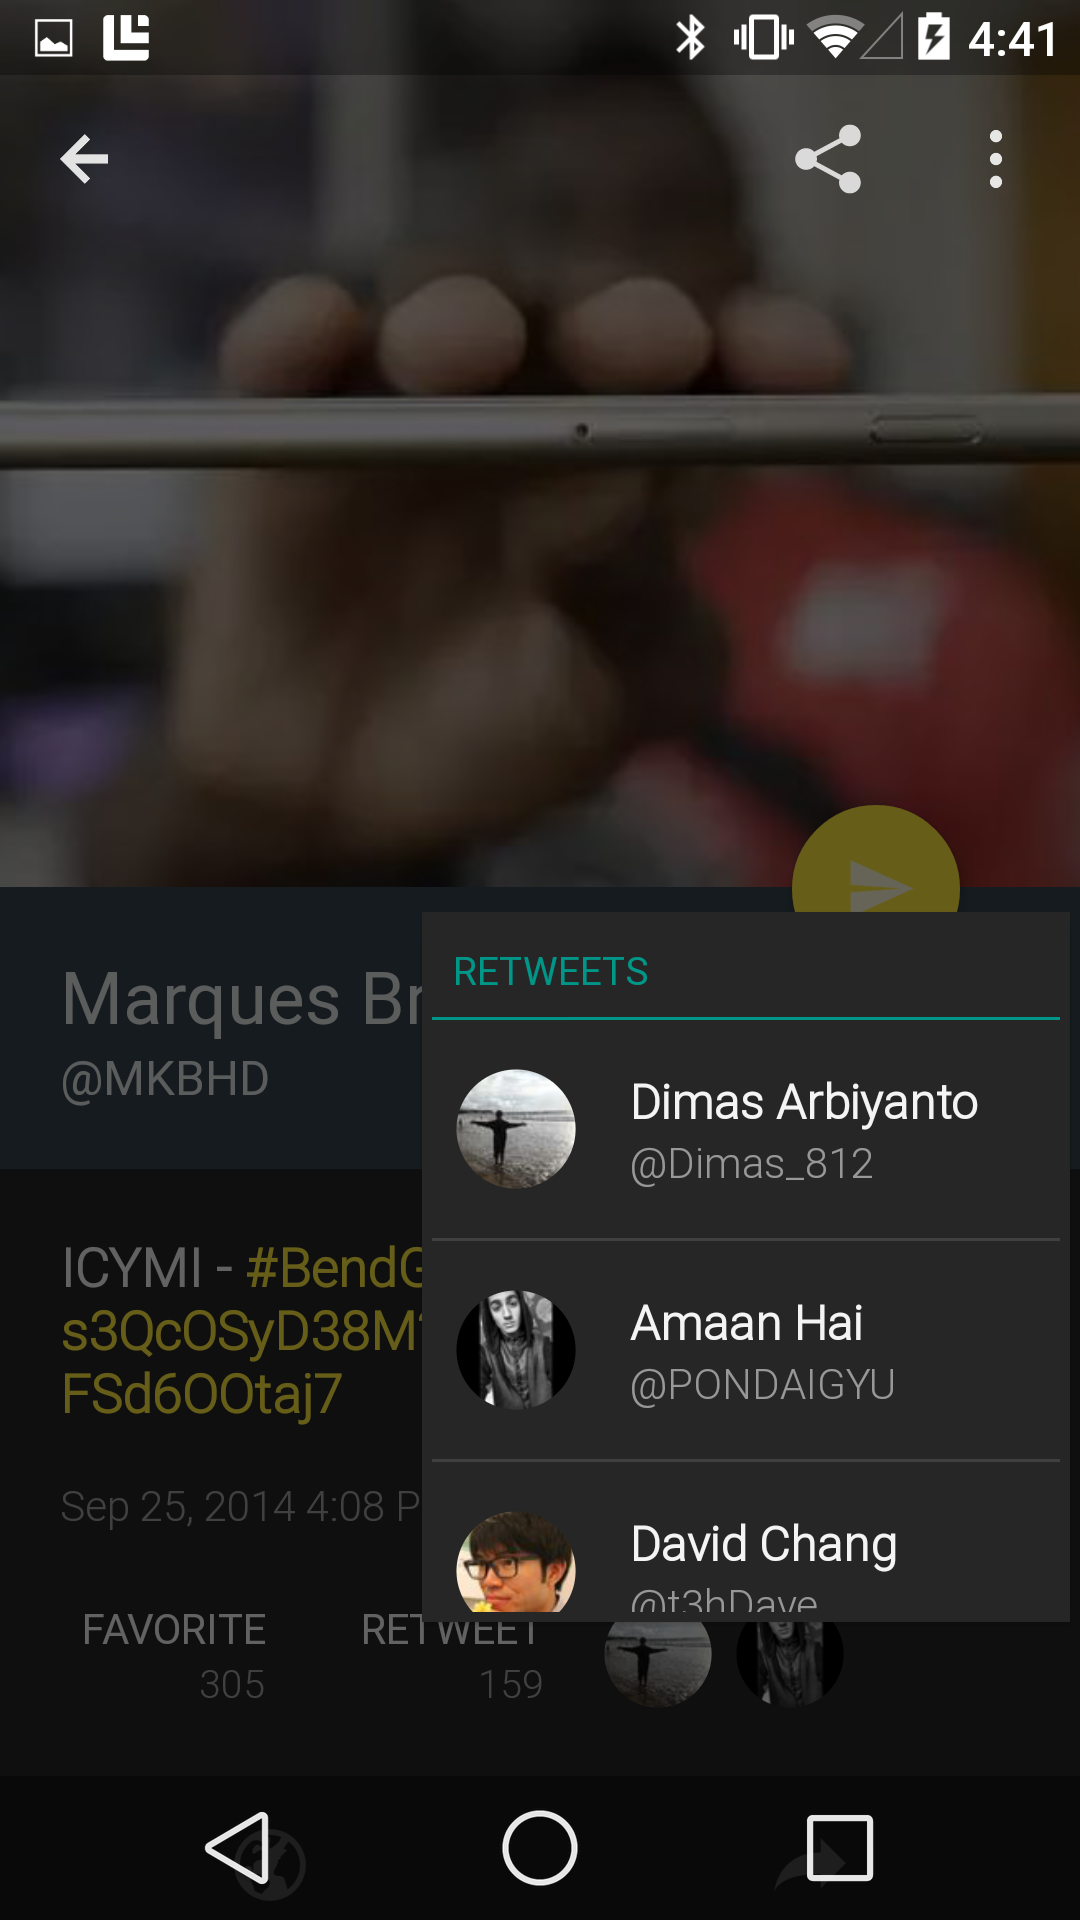 4:41
Marques Br
@MKBHD
RETWEETS
Dimas Arbiyanto
@Dimas_812
Amaan Hai
@PONDAIGYU
David Chang
@t3hDave
ICYMI - #BendG
s3QcOSyD38M
FSd6OOtaj7
Sep 25, 2014 4:08 P
FAVORITE RETWEET
305 159